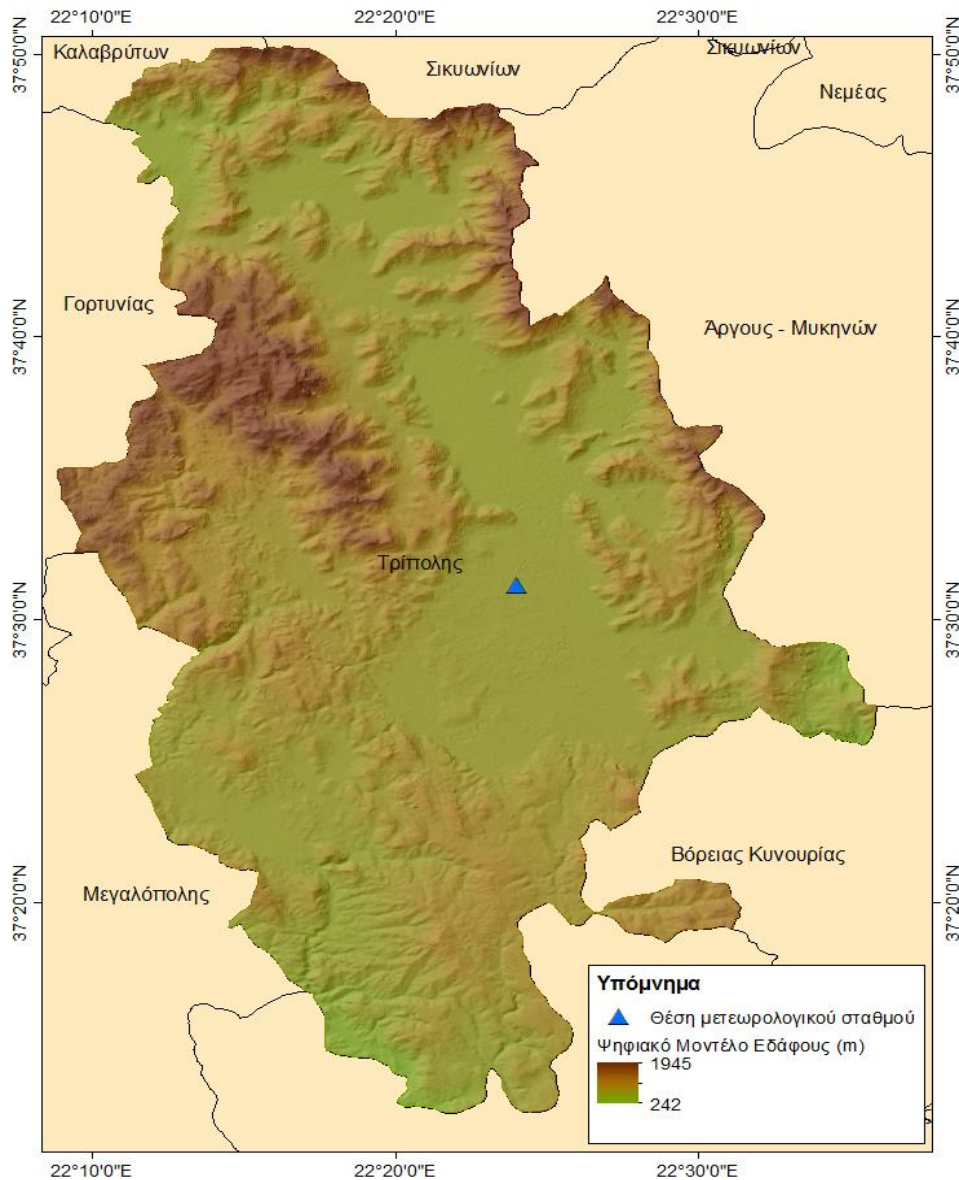 22°10'0"E 22°20'0"E 22°30'0"E
37°50'0"N
37°50'0"N
Καλαβρύτων
Σικυωνίων
Σικυωνίων
Νεμέας
Γορτυνίας
Άργους - Μυκηνών
37°40'0"N
37°40'0"N
Τρίπολης
37°30'0"N
37°30'0"N
Βόρειας Κυνουρίας
Μεγαλόπολης
37°20'0"N
37°20'0"N
Υπόμνημα
Θέση μετεωρολογικού σταθμού
Ψηφιακό Μοντέλο Εδάφους (m)
1945
242
22°10'0"E 22°20'0"E 22°30'0"E